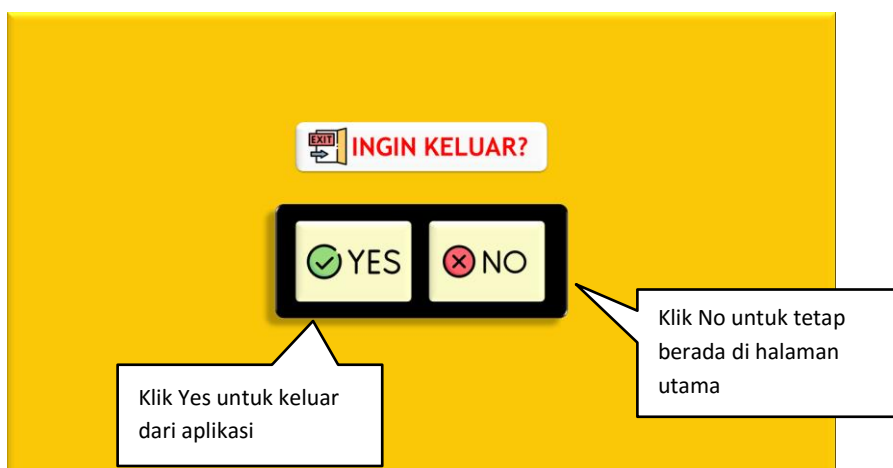 EXIT
INGIN KELUAR?
YES
NO
Klik No untuk tetap
berada di halaman
utama
Klik Yes untuk keluar
dari aplikasi